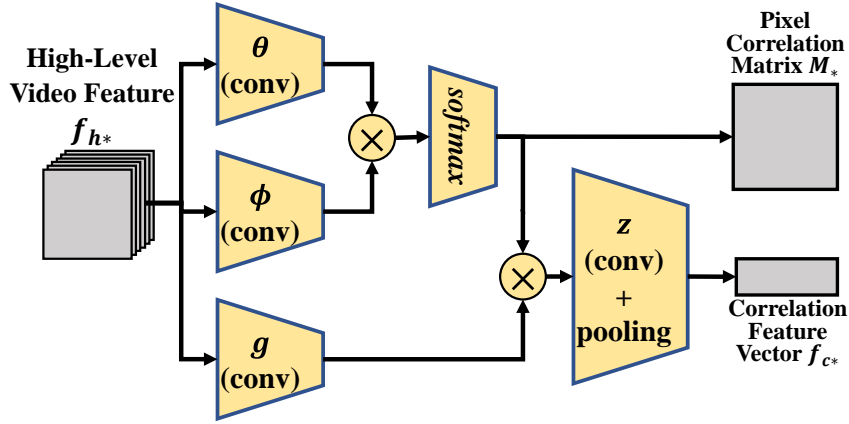 High-Level
Video Feature
f_{h*}
θ
(conv)
ϕ
(conv)
g
(conv)
×
softmax
×
z
(conv)
+
pooling
Pixel
Correlation
Matrix M_*
Correlation
Feature
Vector f_{c*}